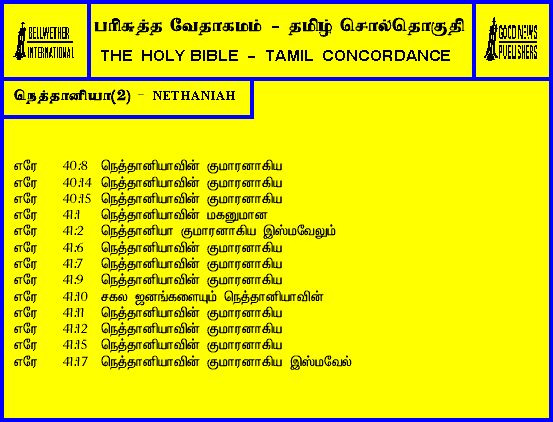 BELLWETHER
INTERNATIONAL
பரிசுத்த வேதாகமம் - தமிழ் சொல்தொகுதி
THE HOLY BIBLE - TAMIL CONCORDANCE
GOOD NEWS
PUBLISHERS
நெத்தானியா(2) - NETHANIAH
எரே 40:8 நெத்தானியாவின் குமாரனாகிய
எரே 40:14 நெத்தானியாவின் குமாரனாகிய
எரே 40:15 நெத்தானியாவின் குமாரனாகிய
எரே 41:1 நெத்தானியாவின் மகனுமான
எரே 41:2 நெத்தானியா குமாரனாகிய இஸ்மவேலும்
எரே 41:6 நெத்தானியாவின் குமாரனாகிய
எரே 41:7 நெத்தானியாவின் குமாரனாகிய
எரே 41:9 நெத்தானியாவின் குமாரனாகிய
எரே 41:10 சகல ஜனங்களையும் நெத்தானியாவின்
எரே 41:11 நெத்தானியாவின் குமாரனாகிய
எரே 41:12 நெத்தானியாவின் குமாரனாகிய
எரே 41:15 நெத்தானியாவின் குமாரனாகிய
எரே 41:17 நெத்தானியாவின் குமாரனாகிய இஸ்மவேல்